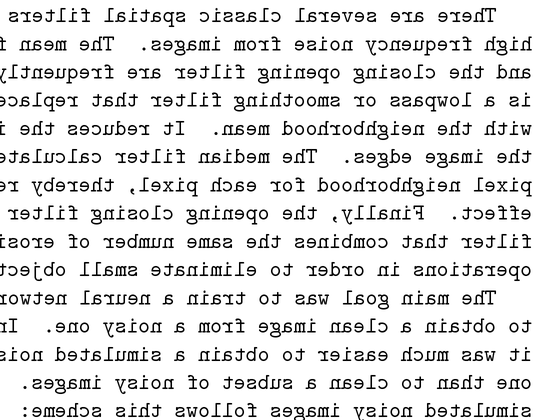 There are several classic spatial filters
high frequency noise from images. The mean
and the closing opening filter are frequently
is a lowpass or smoothing filter that replace
with the neighborhood mean. It reduces the
the image edges. The median filter calculate
pixel neighborhood for each pixel, thereby
effect. Finally, the opening closing filter
filter that combines the same number of erosi
operations in order to eliminate small object
The main goal was to train a neural networ
to obtain a clean image from a noisy one. In
it was much easier to obtain a simulated nois
one than to clean a subset of noisy images.
simulated noisy images follows this scheme: